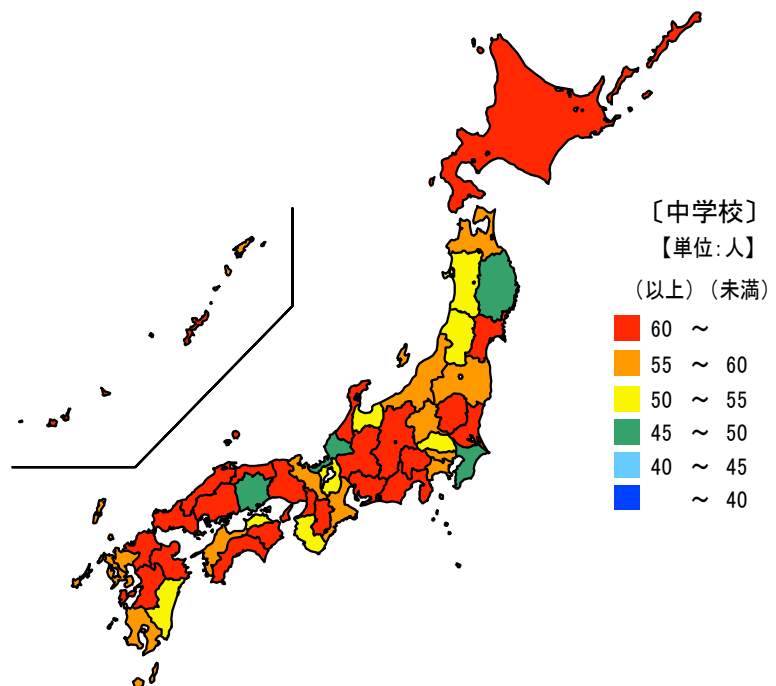 〔中学校〕
【単位:人】
(以上)(未満)
60 ～
55 ～ 60
50 ～ 55
45 ～ 50
40 ～ 45
～ 40